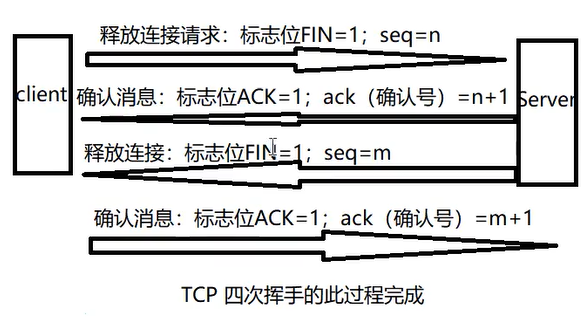 释放连接请求：标志位FIN=1；seq=n
client
确认消息：标志位ACK=1；ack（确认号）=n+1
Server
释放连接：标志位FIN=1；seq=m
确认消息：标志位ACK=1；ack（确认号）=m+1
TCP 四次挥手的此过程完成